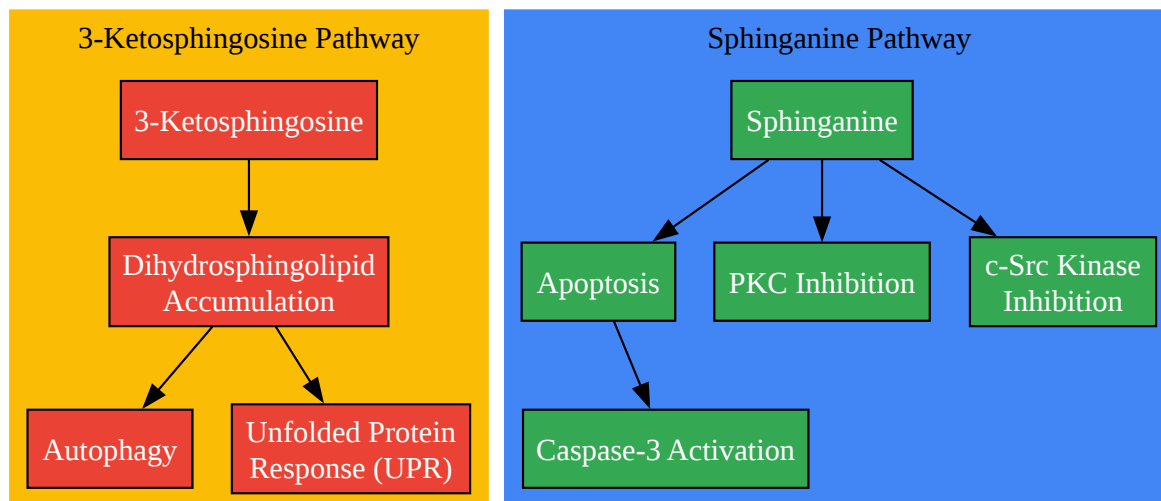 3-Ketosphingosine Pathway
3-Ketosphingosine
Dihydrosphingolipid
Accumulation
Autophagy
Unfolded Protein
Response (UPR)
Sphinganine Pathway
Sphinganine
Apoptosis
PKC Inhibition
c-Src Kinase
Inhibition
Caspase-3 Activation